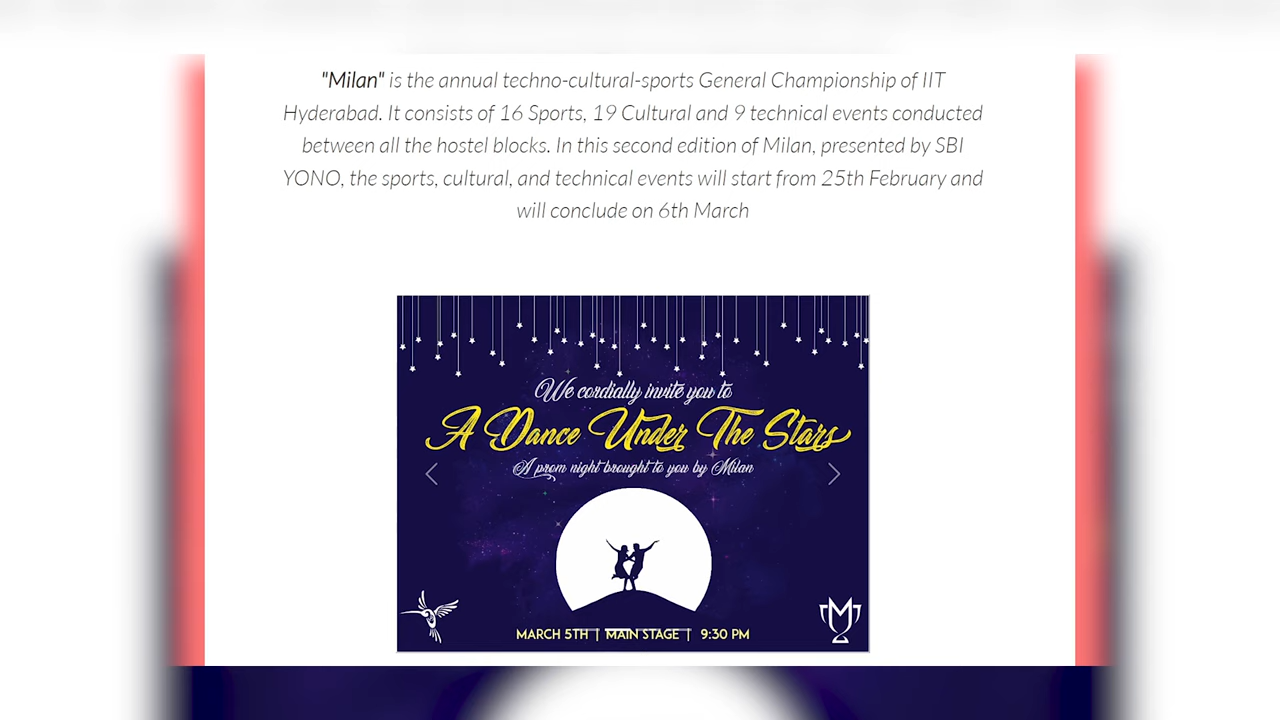 "Milan" is the annual techno-cultural-sports General Championship of IIT
Hyderabad. It consists of 16 Sports, 19 Cultural and 9 technical events conducted
between all the hostel blocks. In this second edition of Milan, presented by SBI
YONO, the sports, cultural, and technical events will start from 25th February and
will conclude on 6th March
We cordially invite you to
A Dance Under The Stars
A prom night brought to you by Milan
MARCH 5TH | MAIN STAGE | 9:30 PM